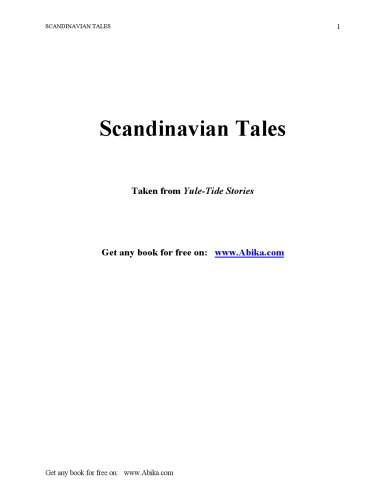 SCANDINAVIAN TALES 1
Scandinavian Tales
Taken from Yule-Tide Stories
Get any book for free on: www.Abika.com
Get any book for free on: www.Abika.com